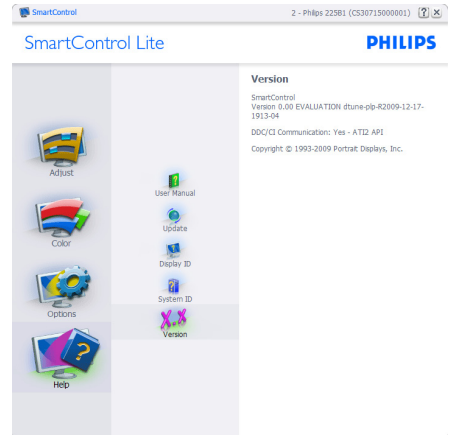 SmartControl
2 - Philips 225B1 (CS30715000001)
SmartControl Lite
PHILIPS
Adjust
Color
Options
Help
User Manual
Update
Display ID
System ID
X.X
Version
Version
SmartControl
Version 0.00 EVALUATION dtune-plp-R2009-12-17-
1913-04
DDC/CI Communication: Yes - ATI2 API
Copyright © 1993-2009 Portrait Displays, Inc.